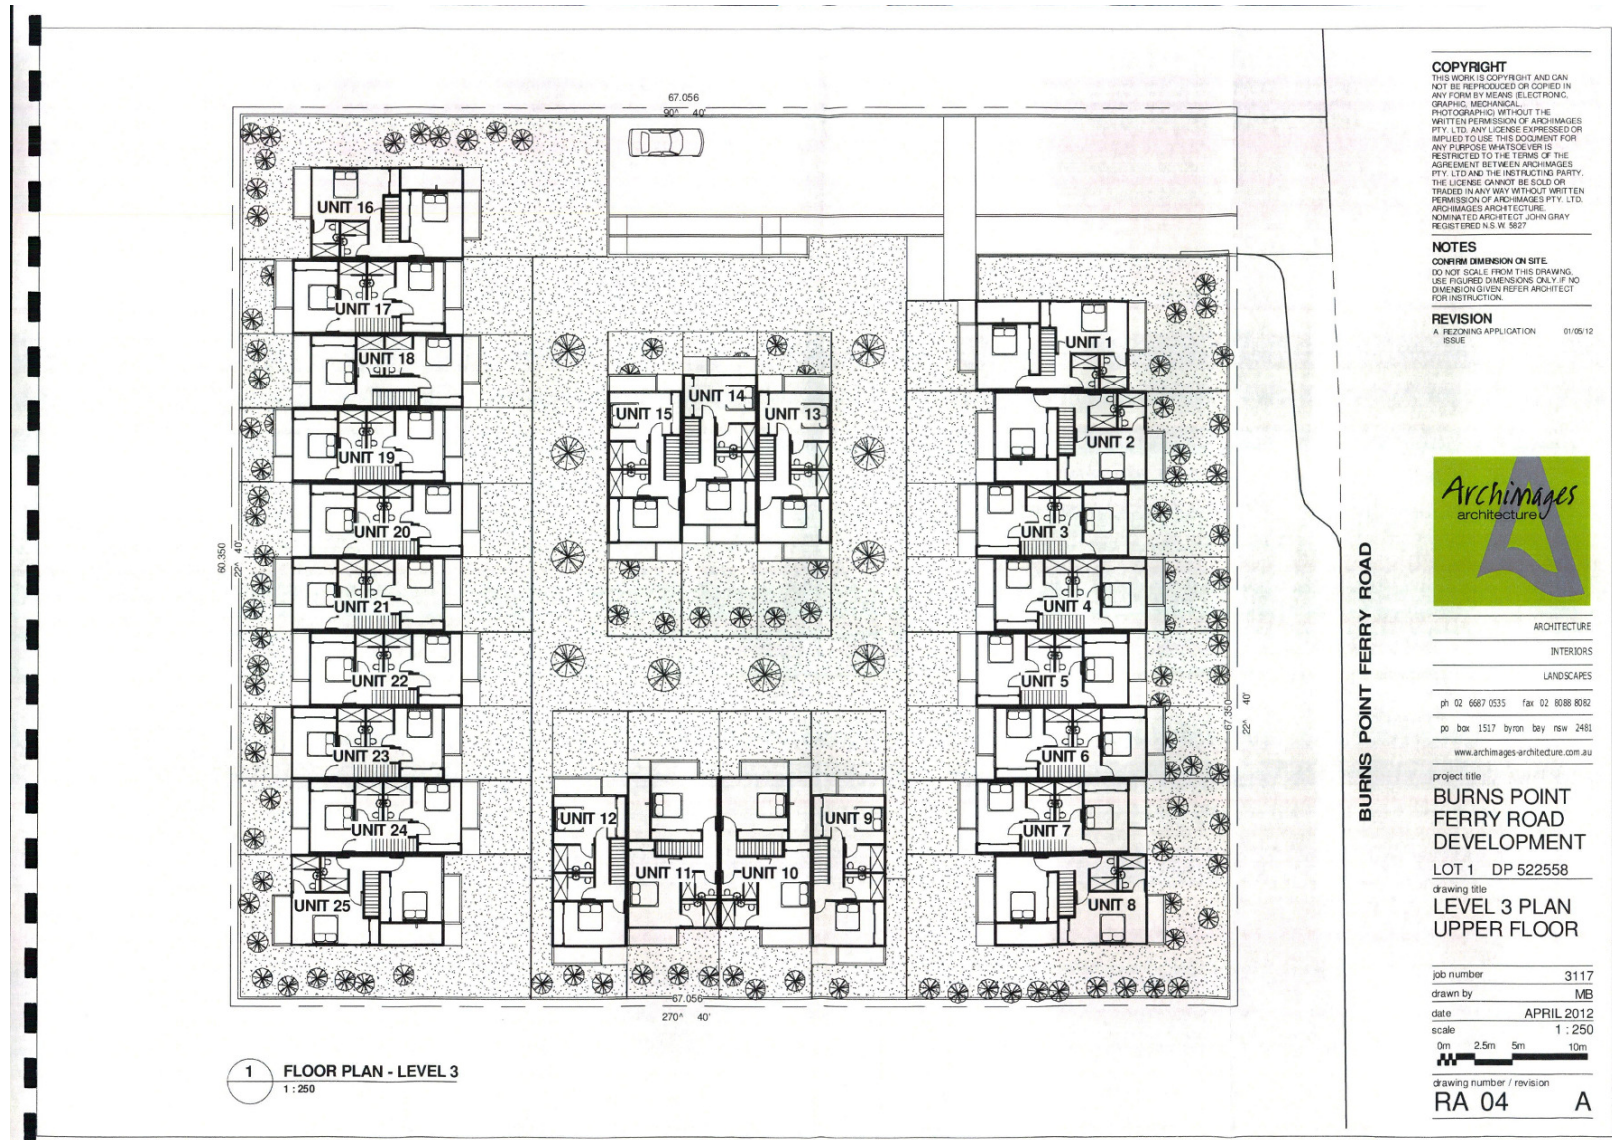 67.056
90^ 40'
UNIT 16
UNIT 17
UNIT 18
UNIT 19
UNIT 20
UNIT 21
UNIT 22
UNIT 23
UNIT 24
UNIT 25
UNIT 15
UNIT 14
UNIT 13
UNIT 12
UNIT 11
UNIT 10
UNIT 9
UNIT 1
UNIT 2
UNIT 3
UNIT 4
UNIT 5
UNIT 6
UNIT 7
UNIT 8
60.350
22^ 40'
67.350
22^ 40'
67.056
270^ 40'
BURNS POINT FERRY ROAD
1
FLOOR PLAN - LEVEL 3
1 : 250
COPYRIGHT
THIS WORK IS COPYRIGHT AND CAN
NOT BE REPRODUCED OR COPIED IN
ANY FORM BY MEANS (ELECTRONIC,
GRAPHIC, MECHANICAL,
PHOTOGRAPHIC) WITHOUT THE
WRITTEN PERMISSION OF ARCHIMAGES
PTY. LTD. ANY LICENSE EXPRESSED OR
IMPLIED TO USE THIS DOCUMENT FOR
ANY PURPOSE WHATSOEVER IS
RESTRICTED TO THE TERMS OF THE
AGREEMENT BETWEEN ARCHIMAGES
PTY. LTD AND THE INSTRUCTING PARTY.
THE LICENSE CANNOT BE SOLD OR
TRADED IN ANY WAY WITHOUT WRITTEN
PERMISSION OF ARCHIMAGES PTY. LTD.
ARCHIMAGES ARCHITECTURE.
NOMINATED ARCHITECT JOHN GRAY
REGISTERED N.S.W. 5827
NOTES
CONFIRM DIMENSION ON SITE.
DO NOT SCALE FROM THIS DRAWING.
USE FIGURED DIMENSIONS ONLY. IF NO
DIMENSION GIVEN REFER ARCHITECT
FOR INSTRUCTION.
REVISION
A REZONING APPLICATION 01/05/12
ISSUE
Archimages
architecture
ARCHITECTURE
INTERIORS
LANDSCAPES
ph 02 6687 0535 fax 02 8088 8082
po box 1517 byron bay nsw 2481
www.archimages-architecture.com.au
project title
BURNS POINT
FERRY ROAD
DEVELOPMENT
LOT 1 DP 522558
drawing title
LEVEL 3 PLAN
UPPER FLOOR
job number 3117
drawn by MB
date APRIL 2012
scale 1 : 250
0m 2.5m 5m 10m
drawing number / revision
RA 04 A